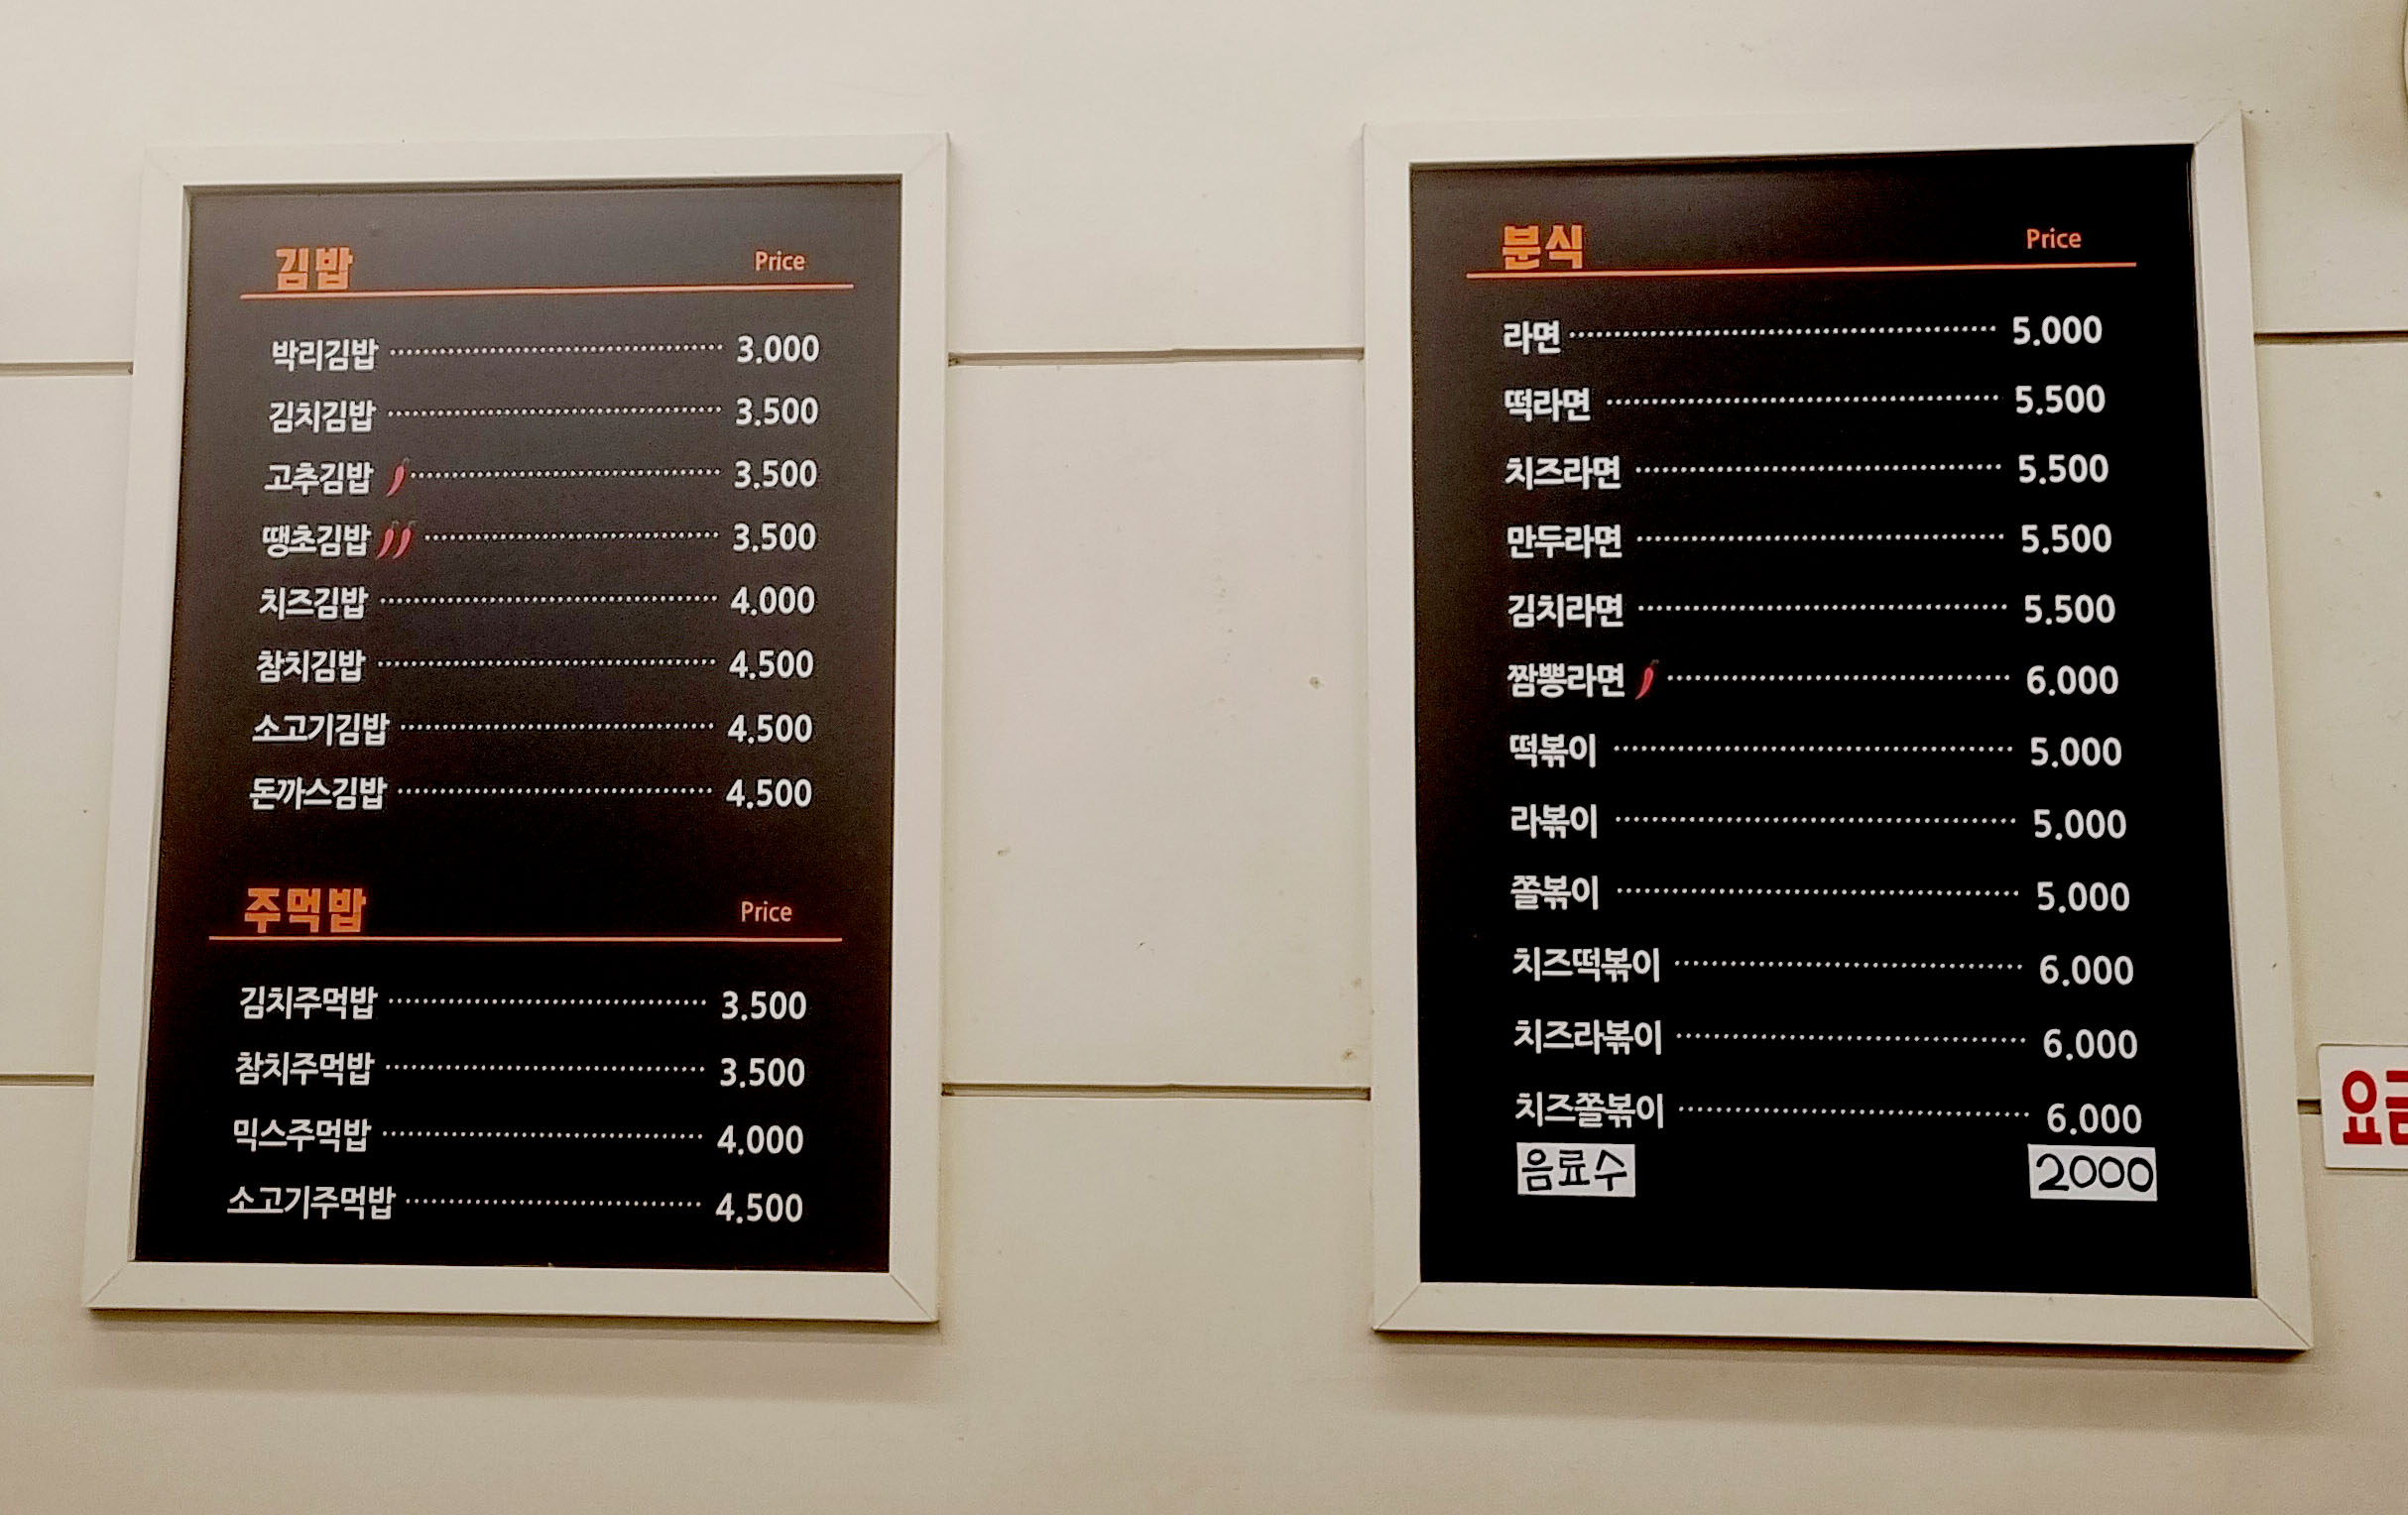 김밥 Price
박리김밥 3.000
김치김밥 3.500
고추김밥 3.500
땡초김밥 3.500
치즈김밥 4.000
참치김밥 4.500
소고기김밥 4.500
돈까스김밥 4.500
주먹밥 Price
김치주먹밥 3.500
참치주먹밥 3.500
믹스주먹밥 4.000
소고기주먹밥 4.500
분식 Price
라면 5.000
떡라면 5.500
치즈라면 5.500
만두라면 5.500
김치라면 5.500
짬뽕라면 6.000
떡볶이 5.000
라볶이 5.000
쫄볶이 5.000
치즈떡볶이 6.000
치즈라볶이 6.000
치즈쫄볶이 6.000
음료수 2000